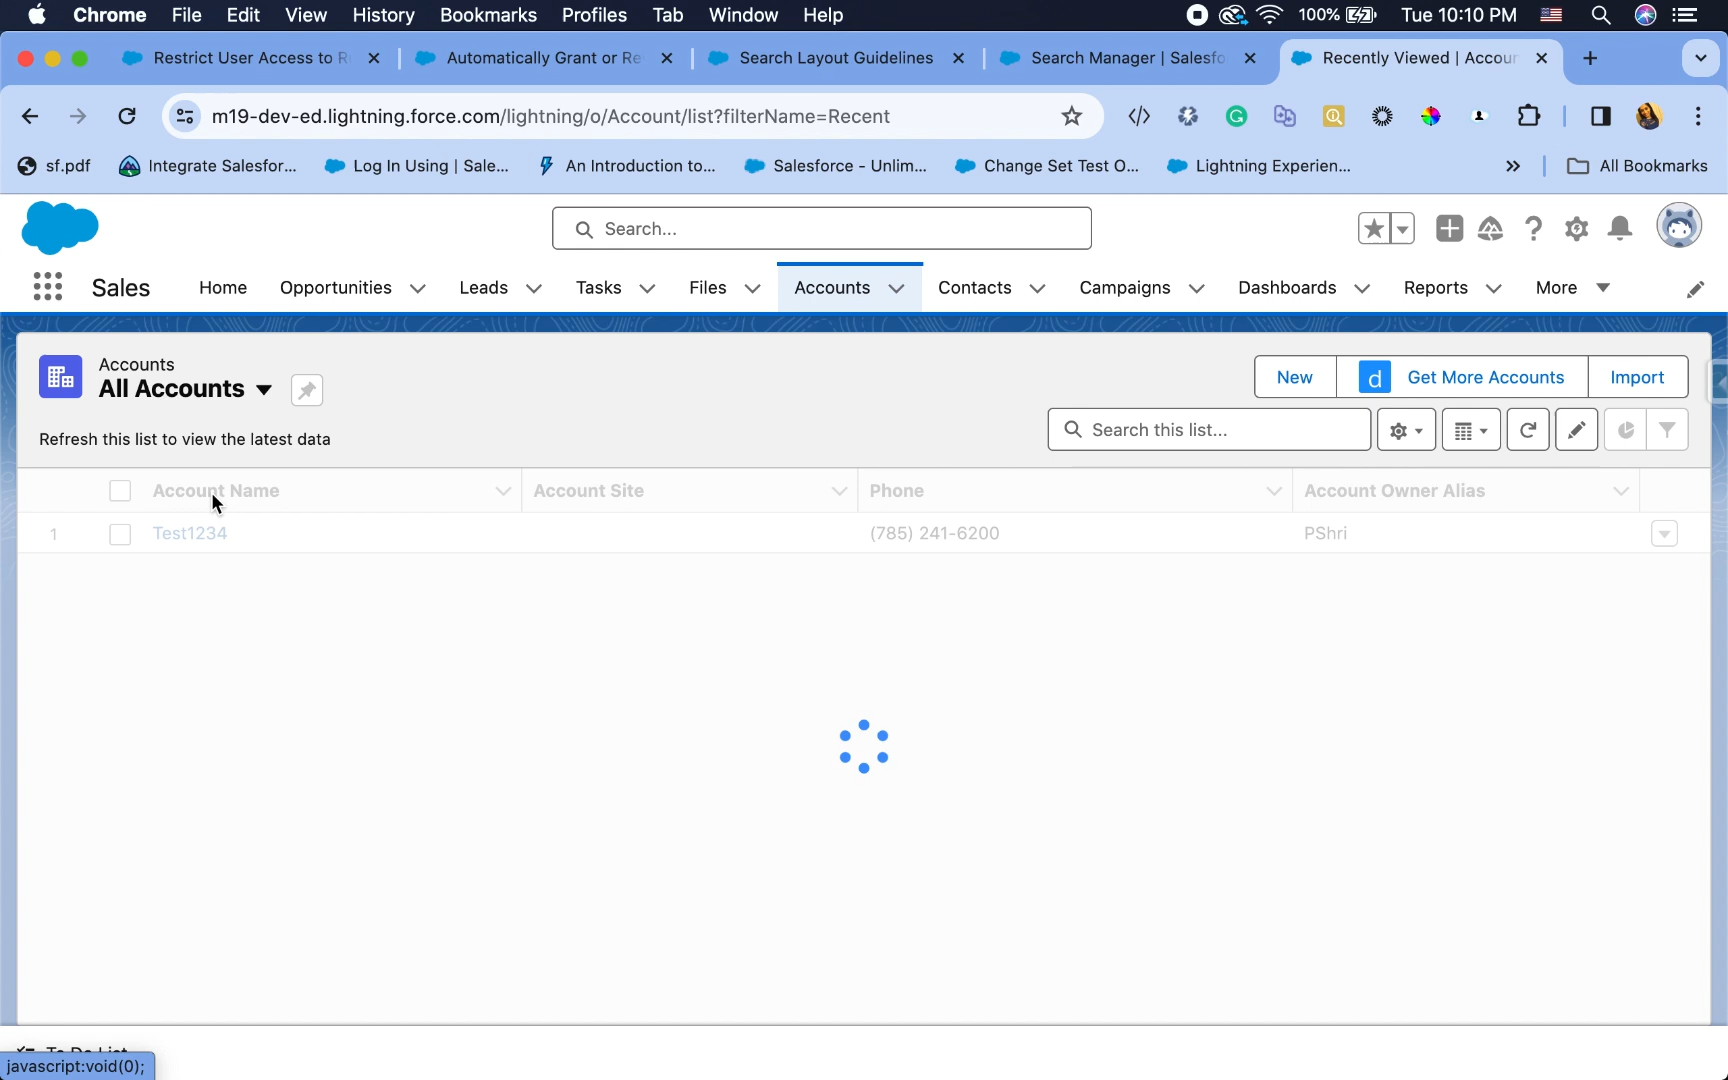 Chrome File Edit View History Bookmarks Profiles Tab Window Help 100% Tue 10:10 PM
Restrict User Access to R Automatically Grant or Re Search Layout Guidelines Search Manager | Salesfo Recently Viewed | Accoun
m19-dev-ed.lightning.force.com/lightning/o/Account/list?filterName=Recent
sf.pdf Integrate Salesfor... Log In Using | Sale... An Introduction to... Salesforce - Unlim... Change Set Test O... Lightning Experien... » All Bookmarks
Search...
Sales Home Opportunities Leads Tasks Files Accounts Contacts Campaigns Dashboards Reports More
Accounts
All Accounts
New d Get More Accounts Import
Refresh this list to view the latest data
Search this list...
Account Name Account Site Phone Account Owner Alias
1 Test1234 (785) 241-6200 PShri
To Do List
javascript:void(0);